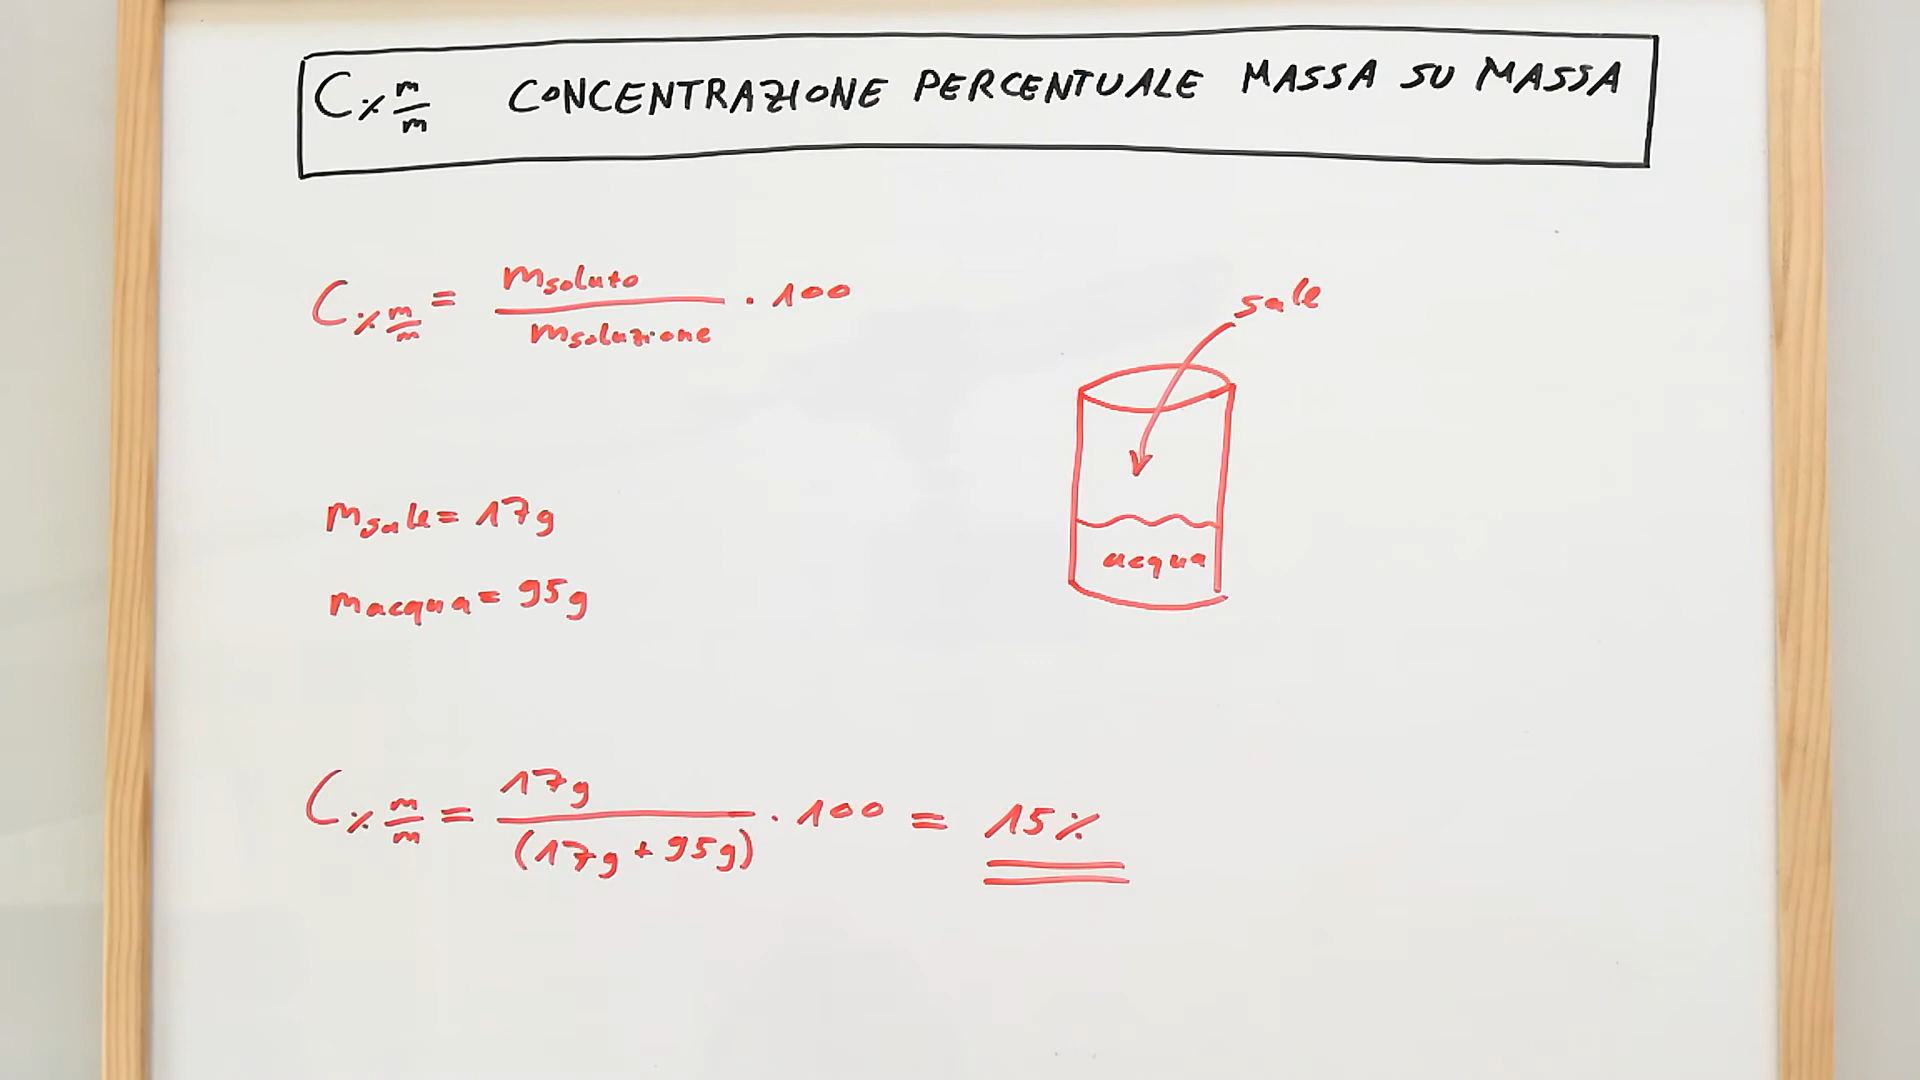 C% m/m CONCENTRAZIONE PERCENTUALE MASSA SU MASSA
C% m/m = msoluto / msoluzione · 100
sale
acqua
msale = 17g
macqua = 95g
C% m/m = 17g / (17g + 95g) · 100 = 15%